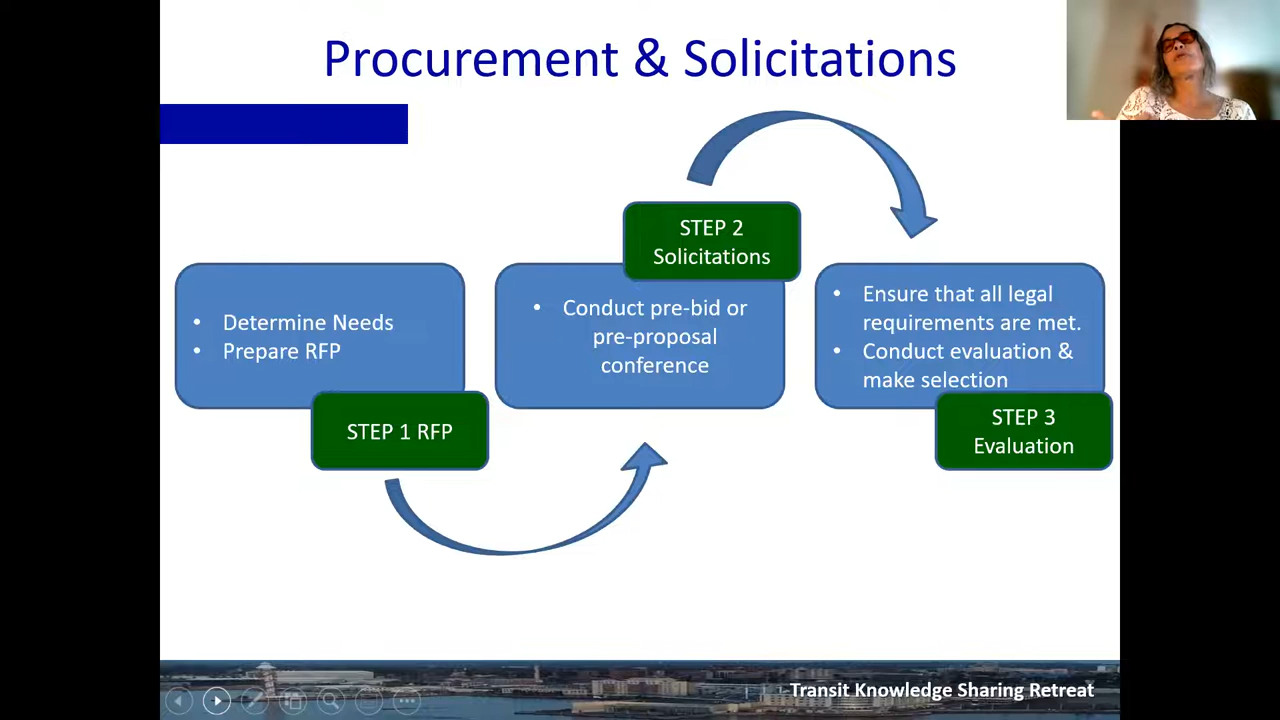 Procurement & Solicitations
• Determine Needs
• Prepare RFP
STEP 1 RFP
STEP 2
Solicitations
• Conduct pre-bid or
pre-proposal
conference
• Ensure that all legal
requirements are met.
• Conduct evaluation &
make selection
STEP 3
Evaluation
Transit Knowledge Sharing Retreat